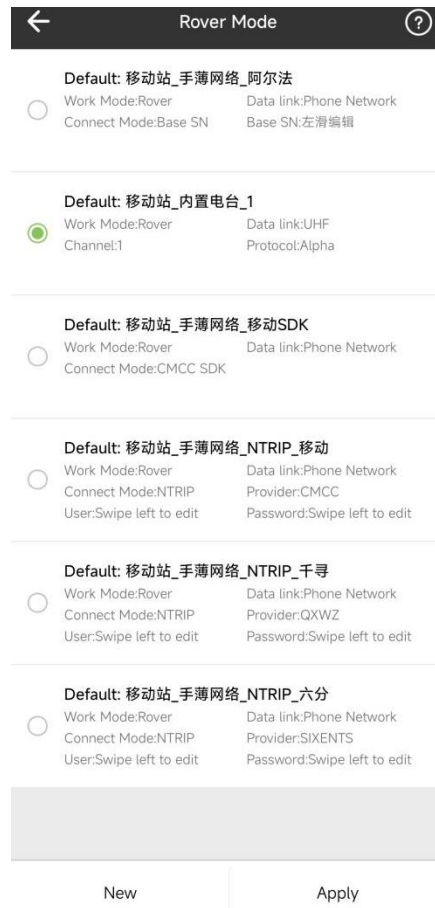 Rover Mode
Default: 移动站_手薄网络_阿尔法
Work Mode:Rover Data link:Phone Network
Connect Mode:Base SN Base SN:左滑编辑
Default: 移动站_内置电台_1
Work Mode:Rover Data link:UHF
Channel:1 Protocol:Alpha
Default: 移动站_手薄网络_移动SDK
Work Mode:Rover Data link:Phone Network
Connect Mode:CMCC SDK
Default: 移动站_手薄网络_NTRIP_移动
Work Mode:Rover Data link:Phone Network
Connect Mode:NTRIP Provider:CMCC
User:Swipe left to edit Password:Swipe left to edit
Default: 移动站_手薄网络_NTRIP_千寻
Work Mode:Rover Data link:Phone Network
Connect Mode:NTRIP Provider:QXWZ
User:Swipe left to edit Password:Swipe left to edit
Default: 移动站_手薄网络_NTRIP_六分
Work Mode:Rover Data link:Phone Network
Connect Mode:NTRIP Provider:SIXENTS
User:Swipe left to edit Password:Swipe left to edit
New Apply